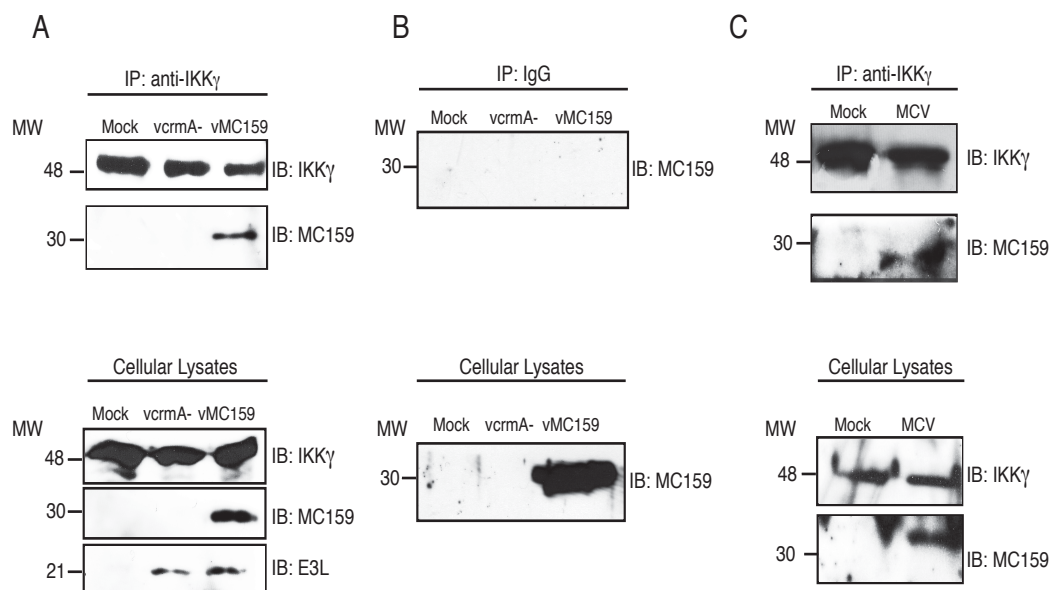 A
IP: anti-IKKγ
MW
Mock vcrmA- vMC159
48
IB: IKKγ
30
IB: MC159
Cellular Lysates
MW
Mock vcrmA- vMC159
48
IB: IKKγ
30
IB: MC159
21
IB: E3L
B
IP: IgG
MW
Mock vcrmA- vMC159
30
IB: MC159
Cellular Lysates
MW
Mock vcrmA- vMC159
30
IB: MC159
C
IP: anti-IKKγ
MW
Mock MCV
48
IB: IKKγ
30
IB: MC159
Cellular Lysates
MW
Mock MCV
48
IB: IKKγ
30
IB: MC159